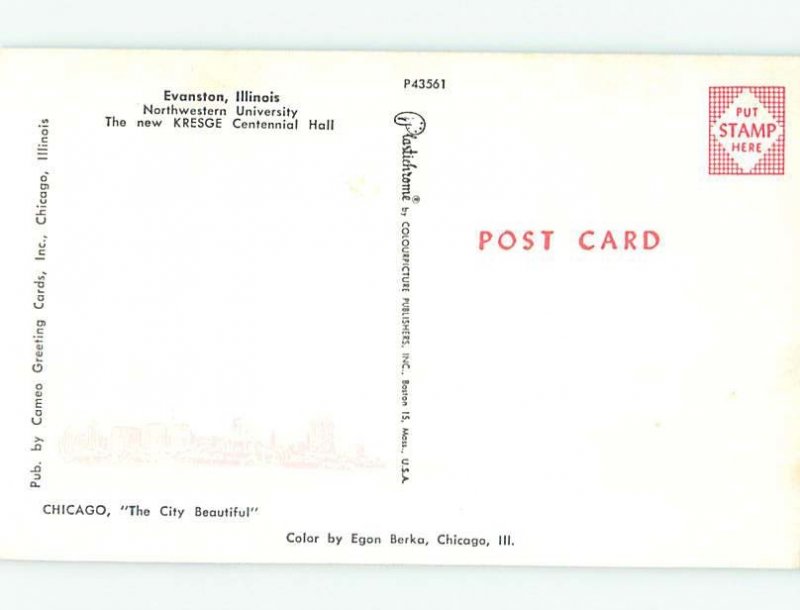 P43561
Evanston, Illinois
Northwestern University
The new KRESGE Centennial Hall
PUT
STAMP
HERE
POST CARD
Plastichrome® by COLOURPICTURE PUBLISHERS, INC., Boston 15, Mass., U.S.A.
Pub. by Cameo Greeting Cards, Inc., Chicago, Illinois
CHICAGO, "The City Beautiful"
Color by Egon Berka, Chicago, Ill.